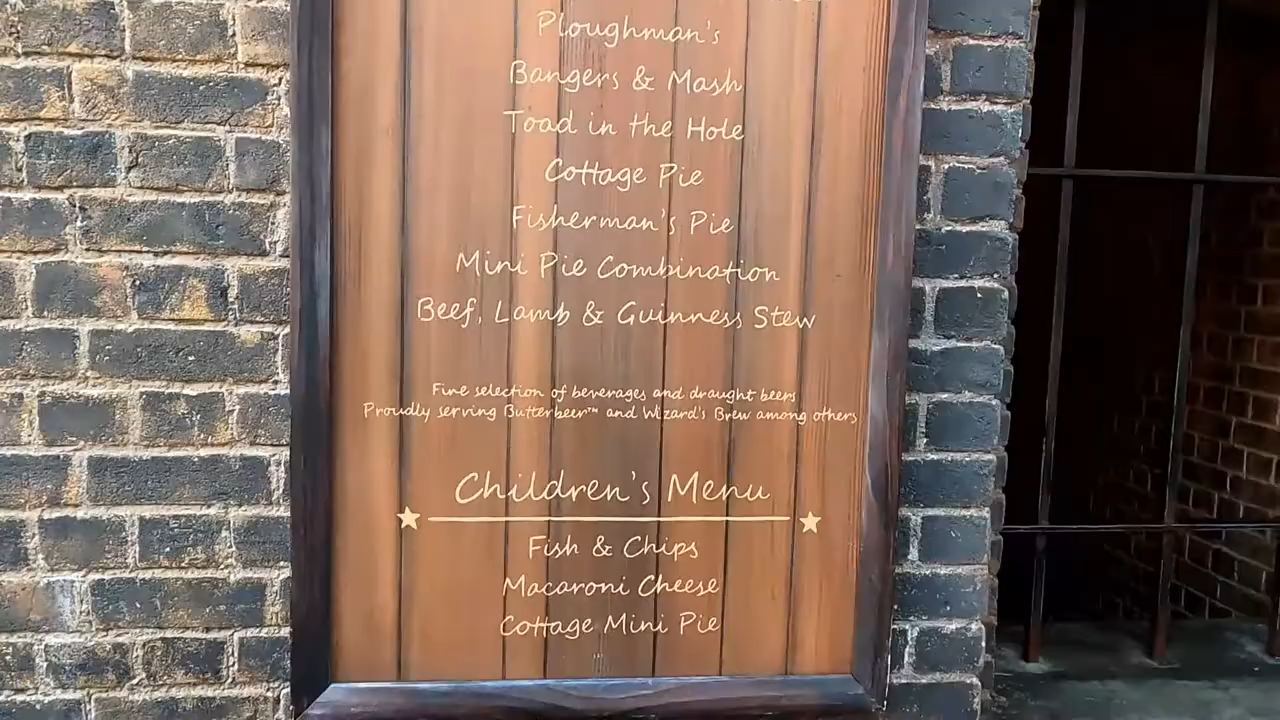 Ploughman's
Bangers & Mash
Toad in the Hole
Cottage Pie
Fisherman's Pie
Mini Pie Combination
Beef, Lamb & Guinness Stew
Fine selection of beverages and draught beers
Proudly serving Butterbeer™ and Wizard's Brew among others
Children's Menu
Fish & Chips
Macaroni Cheese
Cottage Mini Pie